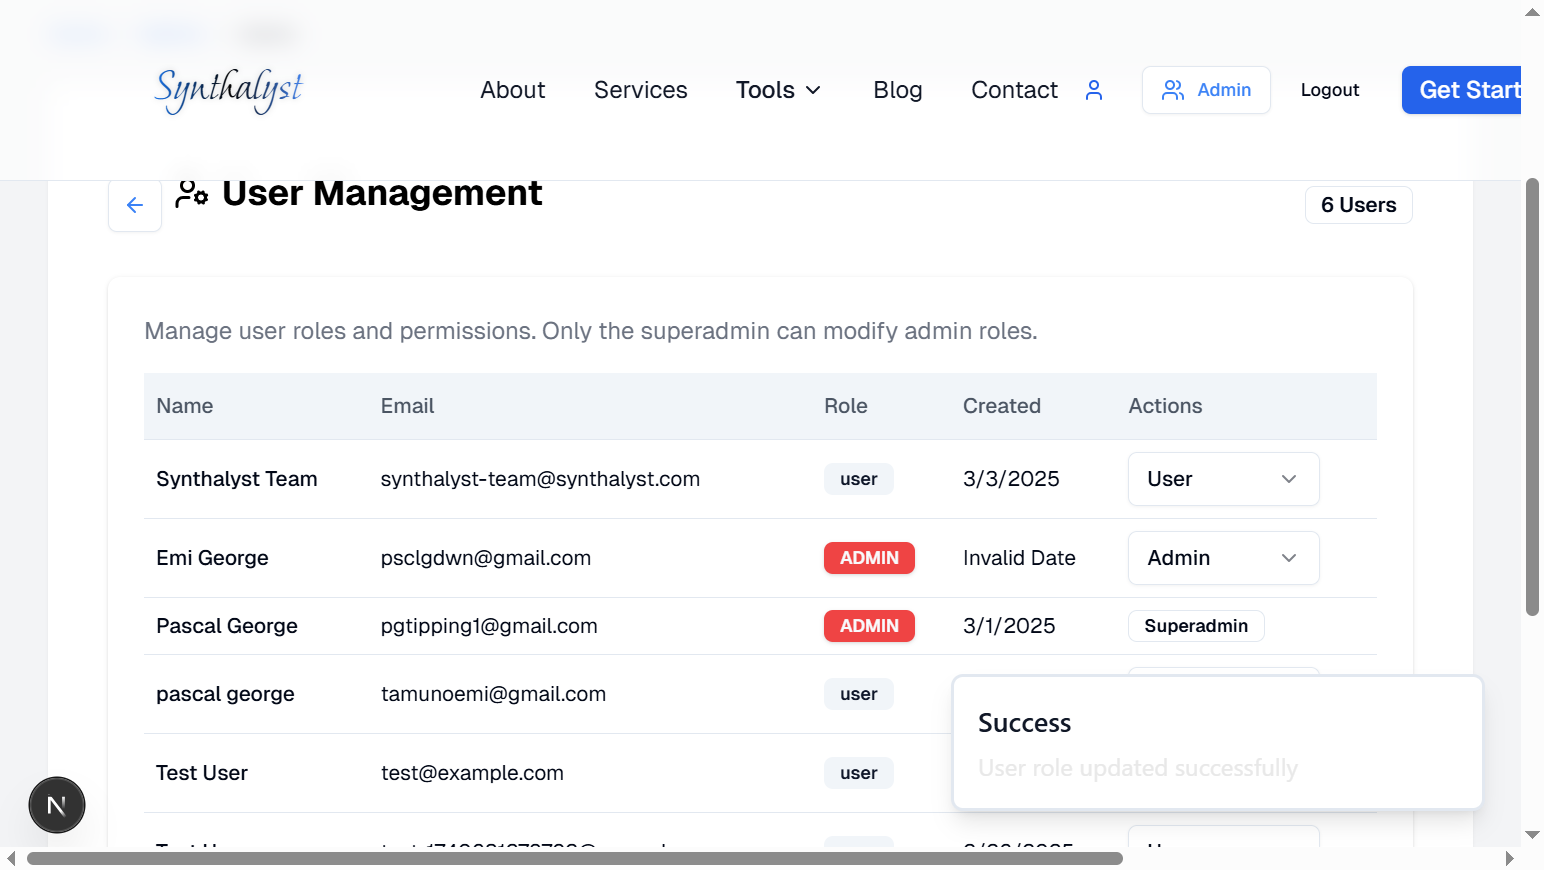 Synthalyst
About Services Tools Blog Contact Admin Logout Get Start
User Management
6 Users
Manage user roles and permissions. Only the superadmin can modify admin roles.
Name Email Role Created Actions
Synthalyst Team synthalyst-team@synthalyst.com user 3/3/2025 User
Emi George psclgdwn@gmail.com ADMIN Invalid Date Admin
Pascal George pgtipping1@gmail.com ADMIN 3/1/2025 Superadmin
pascal george tamunoemi@gmail.com user
Test User test@example.com user
Success
User role updated successfully
N